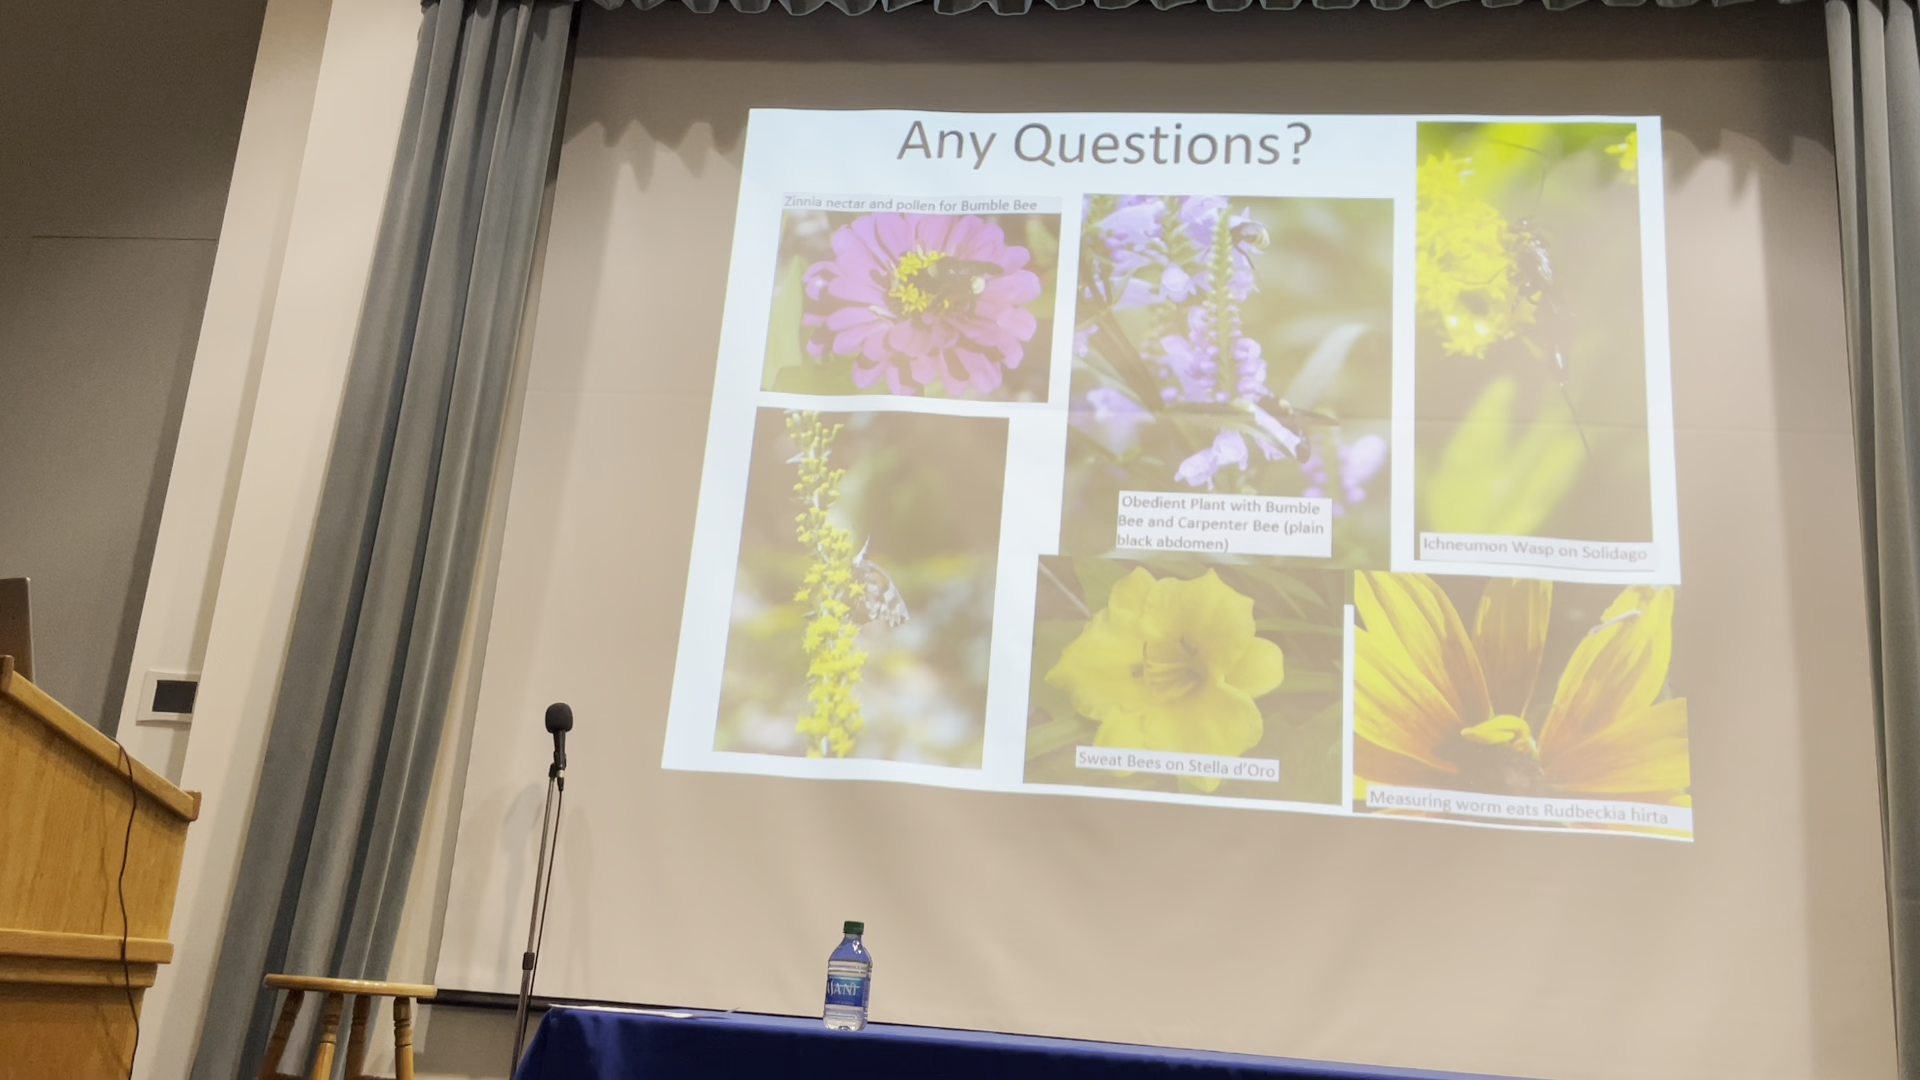 Any Questions?
Zinnia nectar and pollen for Bumble Bee
Obedient Plant with Bumble
Bee and Carpenter Bee (plain
black abdomen)
Ichneumon Wasp on Solidago
Sweat Bees on Stella d'Oro
Measuring worm eats Rudbeckia hirta